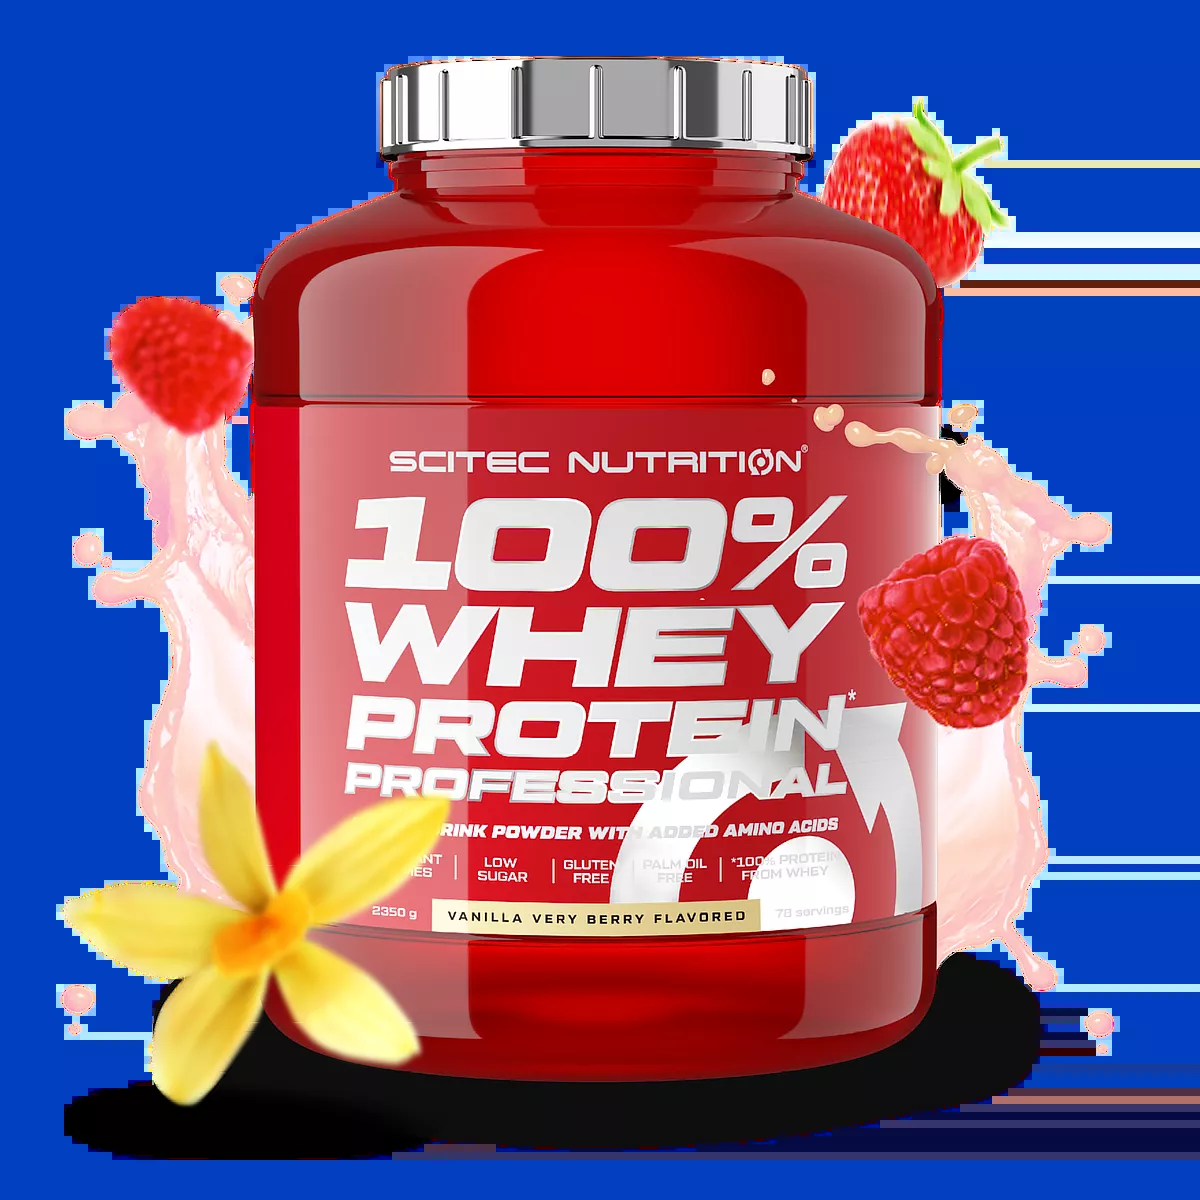 SCITEC NUTRITION®
100%
WHEY
PROTEIN*
PROFESSIONAL
POWDER WITH ADDED AMINO ACIDS
LOW SUGAR
GLUTEN FREE
PALM OIL FREE
*100% PROTEIN FROM WHEY
2350 g
VANILLA VERY BERRY FLAVORED
78 servings